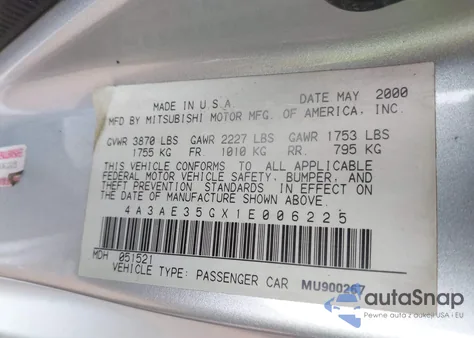 MADE IN U.S.A. DATE MAY 2000
MFD BY MITSUBISHI MOTOR MFG. OF AMERICA, INC.
GVWR 3870 LBS GAWR 2227 LBS GAWR 1753 LBS
1755 KG FR. 1010 KG RR. 795 KG
THIS VEHICLE CONFORMS TO ALL APPLICABLE
FEDERAL MOTOR VEHICLE SAFETY, BUMPER, AND
THEFT PREVENTION STANDARDS IN EFFECT ON
THE DATE OF MANUFACTURE SHOWN ABOVE.
4A3AE35GX1E006225
MDH 051521
VEHICLE TYPE: PASSENGER CAR MU900267
autoSnap
Pewne auta z aukcji USA i EU